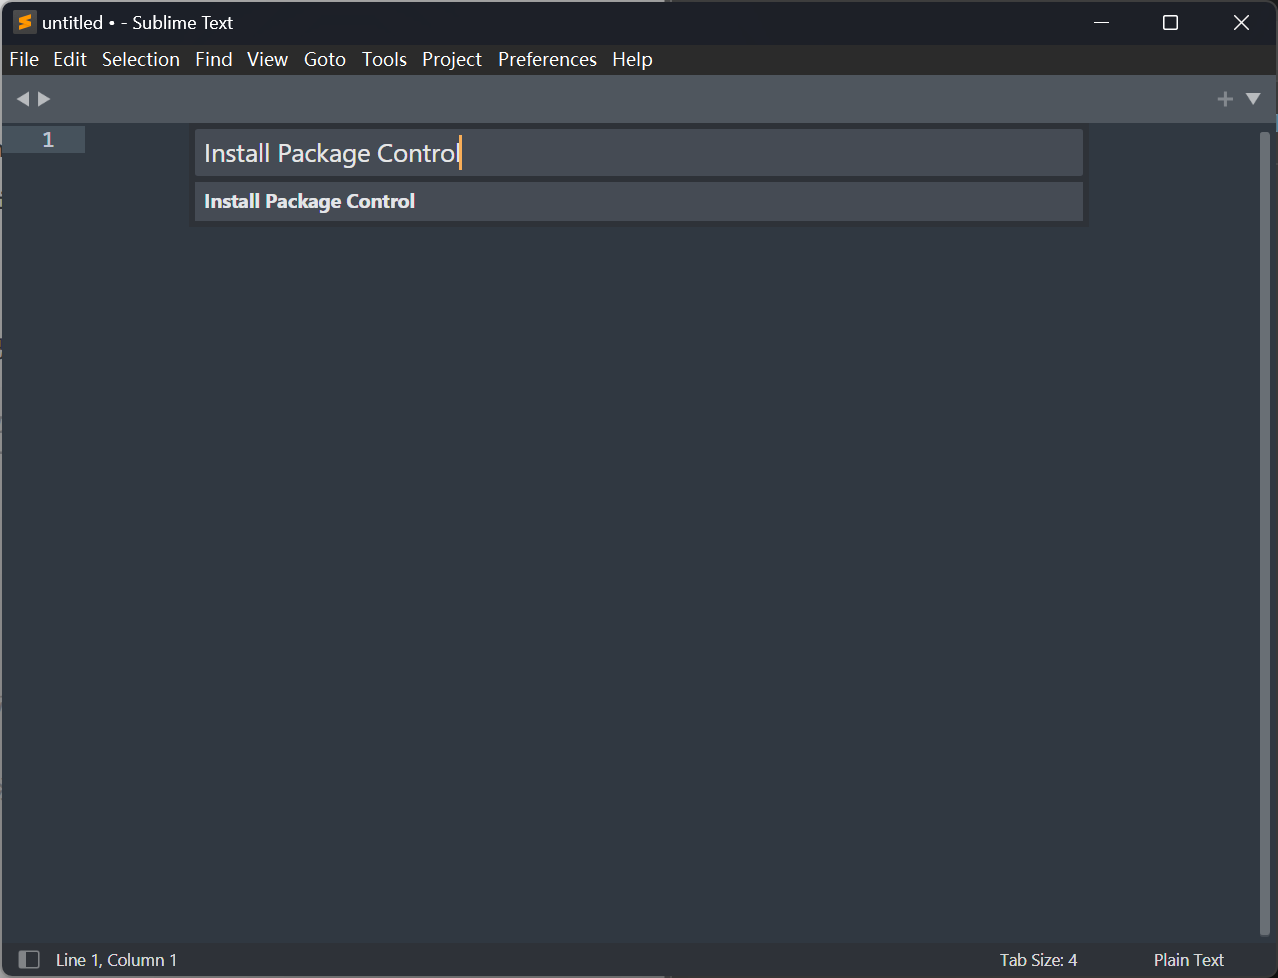 untitled • - Sublime Text
File Edit Selection Find View Goto Tools Project Preferences Help
1
Install Package Control
Install Package Control
Line 1, Column 1
Tab Size: 4
Plain Text